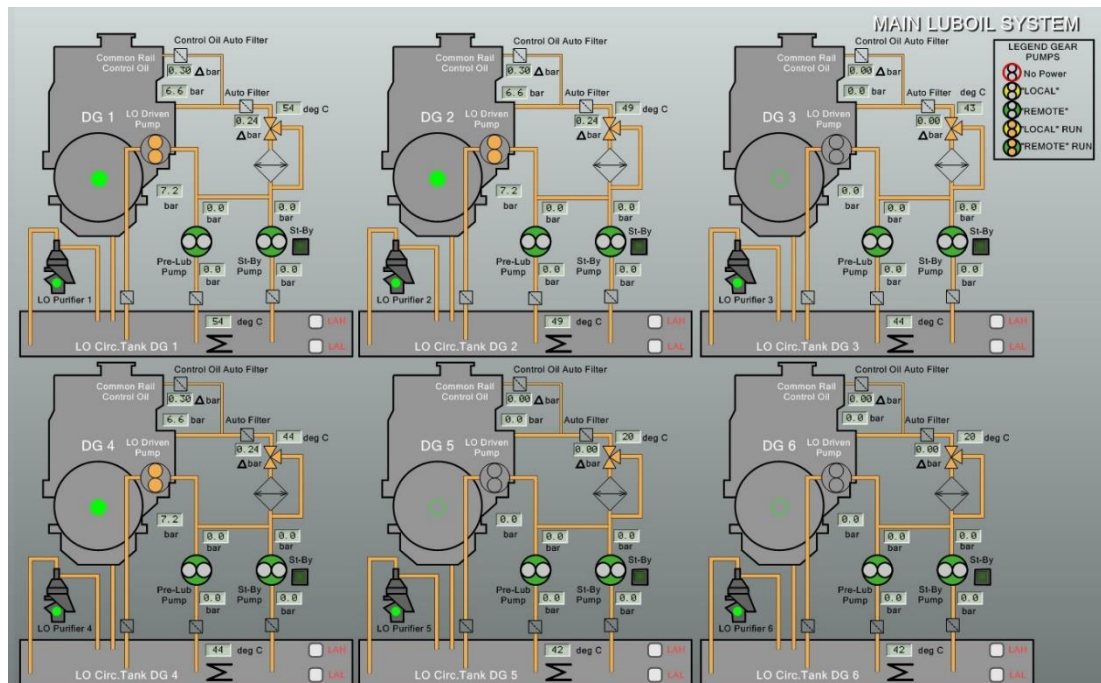 MAIN LUBOIL SYSTEM
LEGEND GEAR
PUMPS
No Power
"LOCAL"
"REMOTE"
"LOCAL" RUN
"REMOTE" RUN
Control Oil Auto Filter
Common Rail
Control Oil
0.30 Δ bar
6.6 bar
Auto Filter
54 deg C
DG 1
LO Driven
Pump
0.24
Δ bar
7.2
bar
0.0
bar
0.0
bar
St-By
Pre-Lub
Pump
0.0
bar
St-By
Pump
0.0
bar
LO Purifier 1
54 deg C
LAH
LO Circ.Tank DG 1
LAL
Control Oil Auto Filter
Common Rail
Control Oil
0.30 Δ bar
6.6 bar
Auto Filter
49 deg C
DG 2
LO Driven
Pump
0.24
Δ bar
7.2
bar
0.0
bar
0.0
bar
St-By
Pre-Lub
Pump
0.0
bar
St-By
Pump
0.0
bar
LO Purifier 2
49 deg C
LAH
LO Circ.Tank DG 2
LAL
Control Oil Auto Filter
Common Rail
Control Oil
0.00 Δ bar
0.0 bar
Auto Filter
deg C
43
DG 3
LO Driven
Pump
0.00
Δ bar
0.0
bar
0.0
bar
0.0
bar
St-By
Pre-Lub
Pump
0.0
bar
St-By
Pump
0.0
bar
LO Purifier 3
44 deg C
LAH
LO Circ.Tank DG 3
LAL
Control Oil Auto Filter
Common Rail
Control Oil
0.30 Δ bar
6.6 bar
Auto Filter
44 deg C
DG 4
LO Driven
Pump
0.24
Δ bar
7.2
bar
0.0
bar
0.0
bar
St-By
Pre-Lub
Pump
0.0
bar
St-By
Pump
0.0
bar
LO Purifier 4
44 deg C
LAH
LO Circ.Tank DG 4
LAL
Control Oil Auto Filter
Common Rail
Control Oil
0.00 Δ bar
0.0 bar
Auto Filter
20 deg C
DG 5
LO Driven
Pump
0.00
Δ bar
0.0
bar
0.0
bar
0.0
bar
St-By
Pre-Lub
Pump
0.0
bar
St-By
Pump
0.0
bar
LO Purifier 5
42 deg C
LAH
LO Circ.Tank DG 5
LAL
Control Oil Auto Filter
Common Rail
Control Oil
0.00 Δ bar
0.0 bar
Auto Filter
20 deg C
DG 6
LO Driven
Pump
0.00
Δ bar
0.0
bar
0.0
bar
0.0
bar
St-By
Pre-Lub
Pump
0.0
bar
St-By
Pump
0.0
bar
LO Purifier 6
42 deg C
LAH
LO Circ.Tank DG 6
LAL